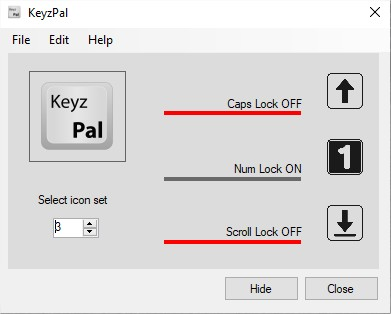 KeyzPal
File Edit Help
Keyz
Pal
Caps Lock OFF
1
Num Lock ON
Select icon set
3
Scroll Lock OFF
Hide Close